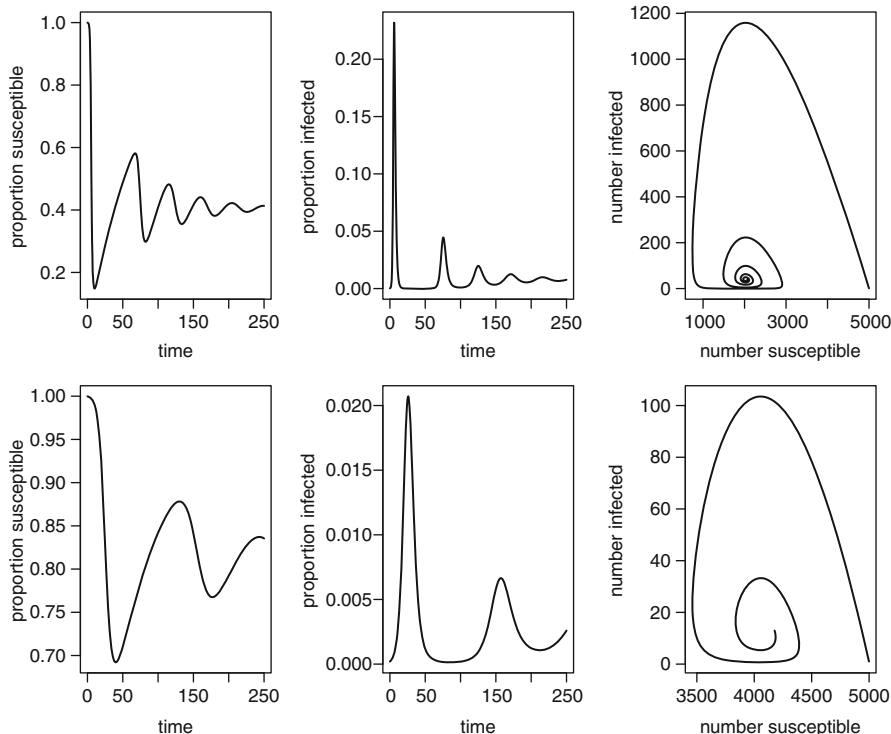 proportion susceptible
1.0
0.8
0.6
0.4
0.2
0 50 150 250
time
proportion infected
0.20
0.15
0.10
0.05
0.00
0 50 150 250
time
number infected
1200
1000
800
600
400
200
0
1000 3000 5000
number susceptible
proportion susceptible
1.00
0.95
0.90
0.85
0.80
0.75
0.70
0 50 150 250
time
proportion infected
0.020
0.015
0.010
0.005
0.000
0 50 150 250
time
number infected
100
80
60
40
20
0
3500 4000 4500 5000
number susceptible